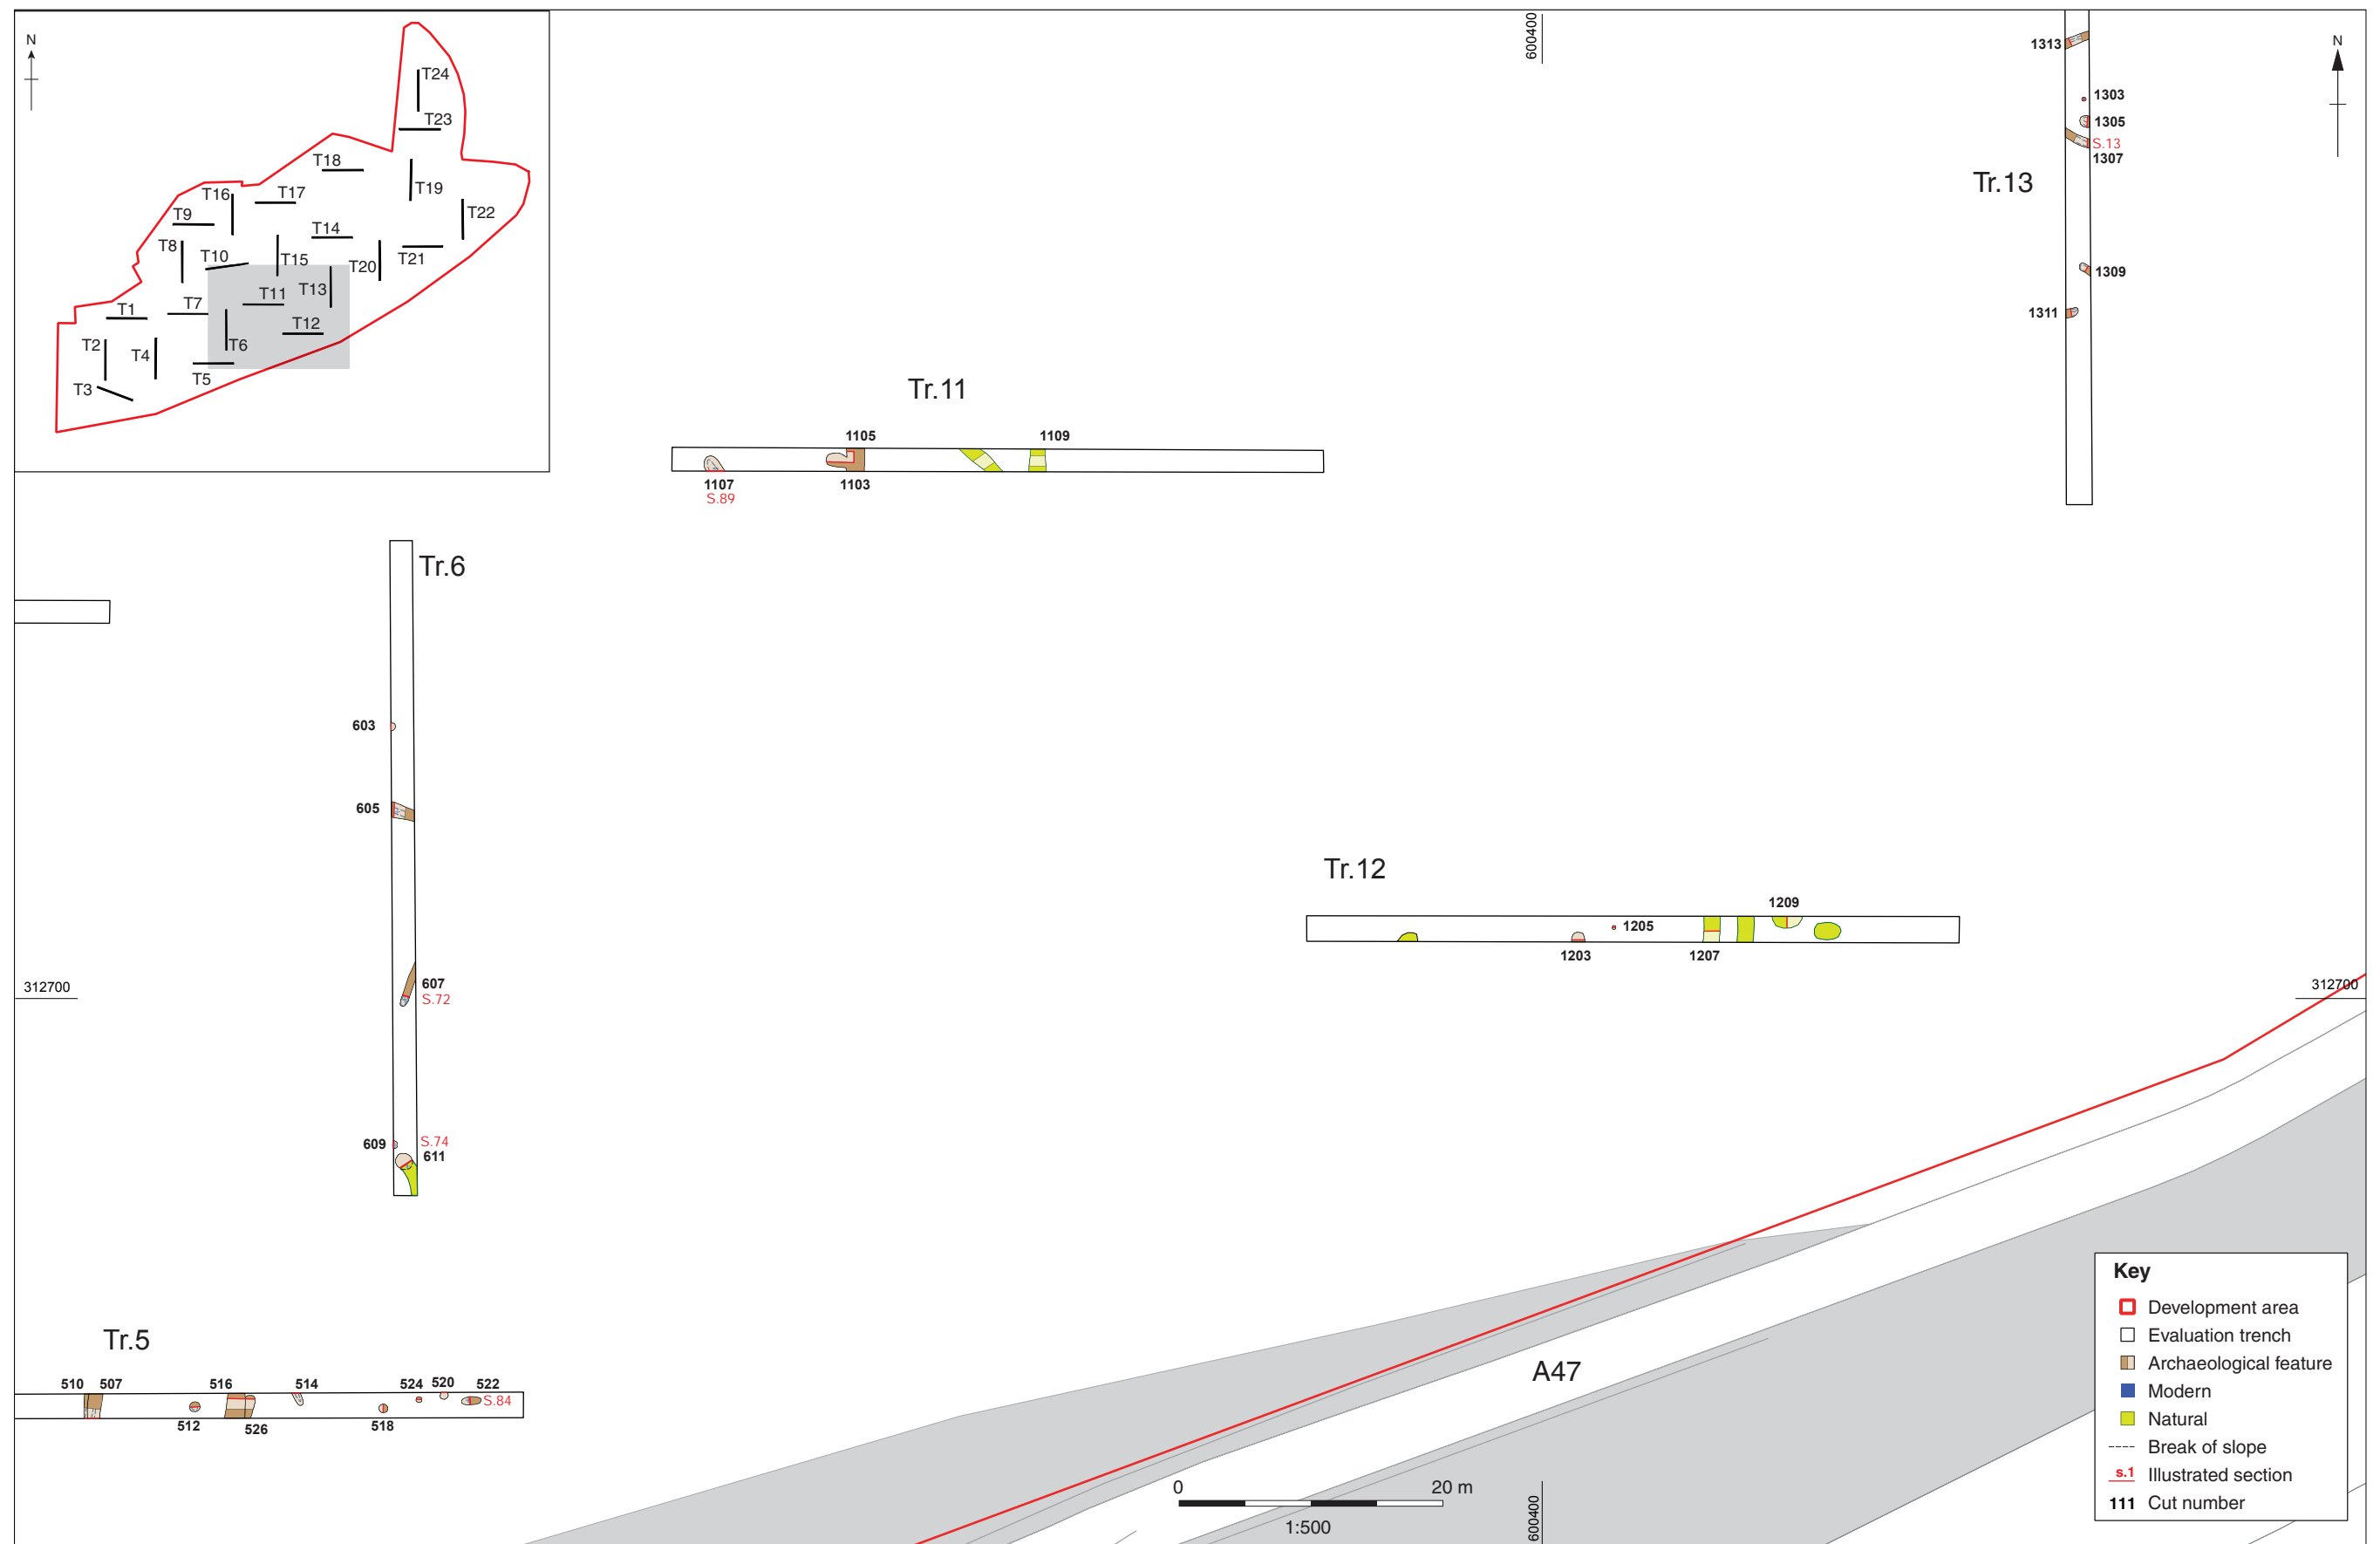 N
T24
T23
T18
T19
T16
T17
T22
T9
T14
T8
T10
T15
T20
T21
T13
T11
T7
T1
T12
T2
T4
T6
T5
T3
600400
N
1313
1303
1305
S.13
1307
Tr.13
1309
1311
Tr.11
1105
1109
1107
S.89
1103
Tr.6
603
605
607
S.72
609
S.74
611
Tr.12
1209
1205
1203
1207
312700
312700
Tr.5
510
507
516
514
524
520
522
S.84
512
526
518
A47
0
20 m
1:500
600400
Key
Development area
Evaluation trench
Archaeological feature
Modern
Natural
Break of slope
s.1 Illustrated section
111 Cut number